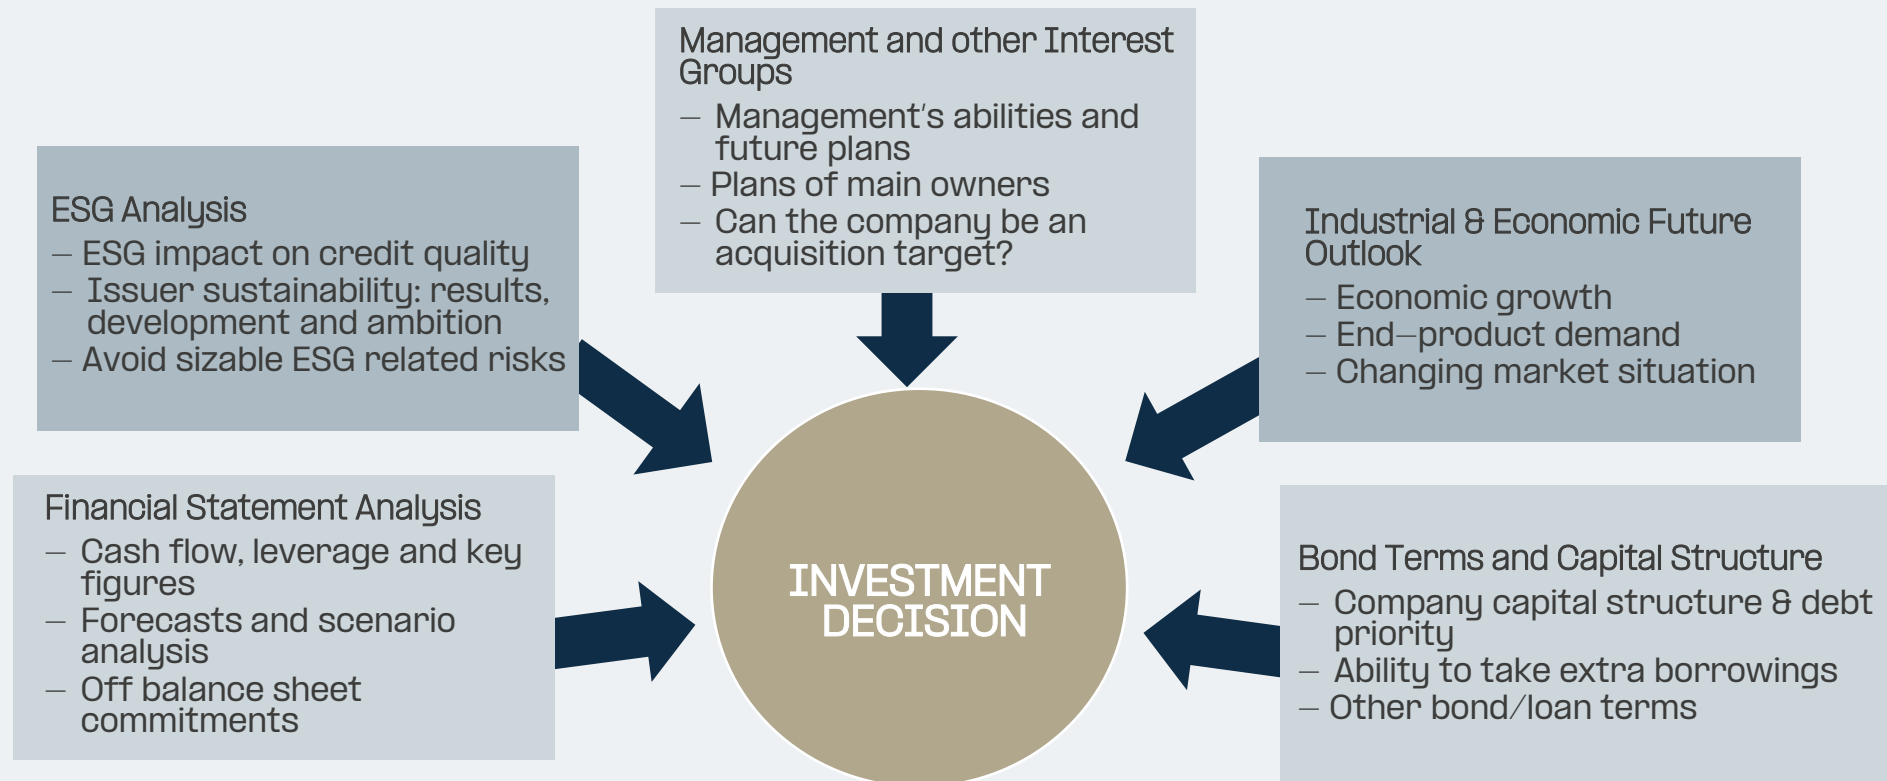 Management and other Interest
Groups
– Management's abilities and
future plans
– Plans of main owners
– Can the company be an
acquisition target?
ESG Analysis
– ESG impact on credit quality
– Issuer sustainability: results,
development and ambition
– Avoid sizable ESG related risks
Industrial & Economic Future
Outlook
– Economic growth
– End–product demand
– Changing market situation
Financial Statement Analysis
– Cash flow, leverage and key
figures
– Forecasts and scenario
analysis
– Off balance sheet
commitments
INVESTMENT
DECISION
Bond Terms and Capital Structure
– Company capital structure & debt
priority
– Ability to take extra borrowings
– Other bond/loan terms